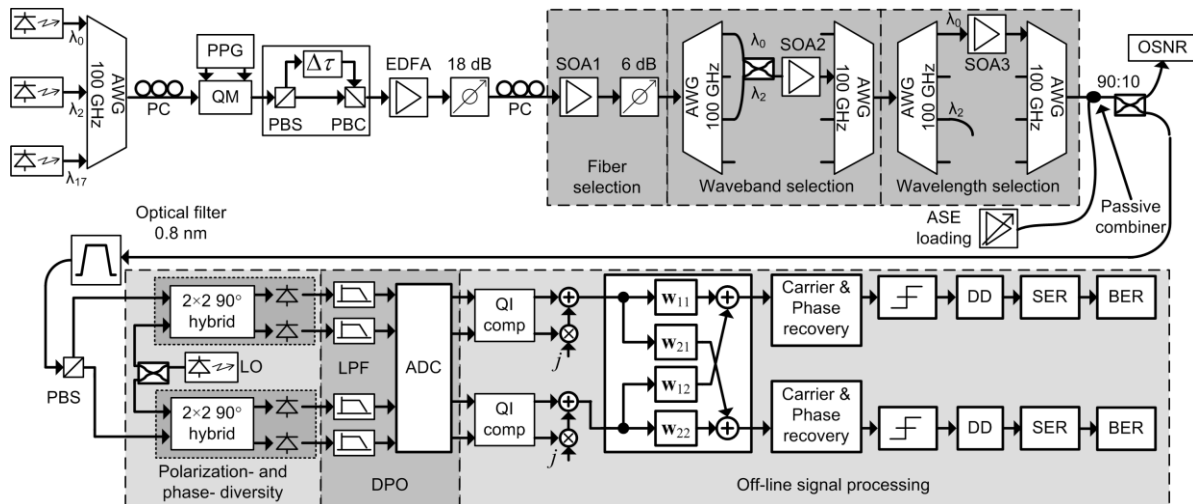 λ0
λ2
λ17
AWG
100 GHz
PC
PPG
QM
Δτ
PBS
PBC
EDFA
18 dB
PC
SOA1
6 dB
Fiber
selection
AWG
100 GHz
λ0
λ2
SOA2
AWG
100 GHz
Waveband selection
AWG
100 GHz
λ0
SOA3
λ2
AWG
100 GHz
Wavelength selection
90:10
OSNR
ASE
loading
Passive
combiner
Optical filter
0.8 nm
PBS
2×2 90°
hybrid
LO
2×2 90°
hybrid
Polarization- and
phase- diversity
LPF
ADC
DPO
QI
comp
j
QI
comp
j
w11
w21
w12
w22
Carrier &
Phase
recovery
DD
SER
BER
Carrier &
Phase
recovery
DD
SER
BER
Off-line signal processing